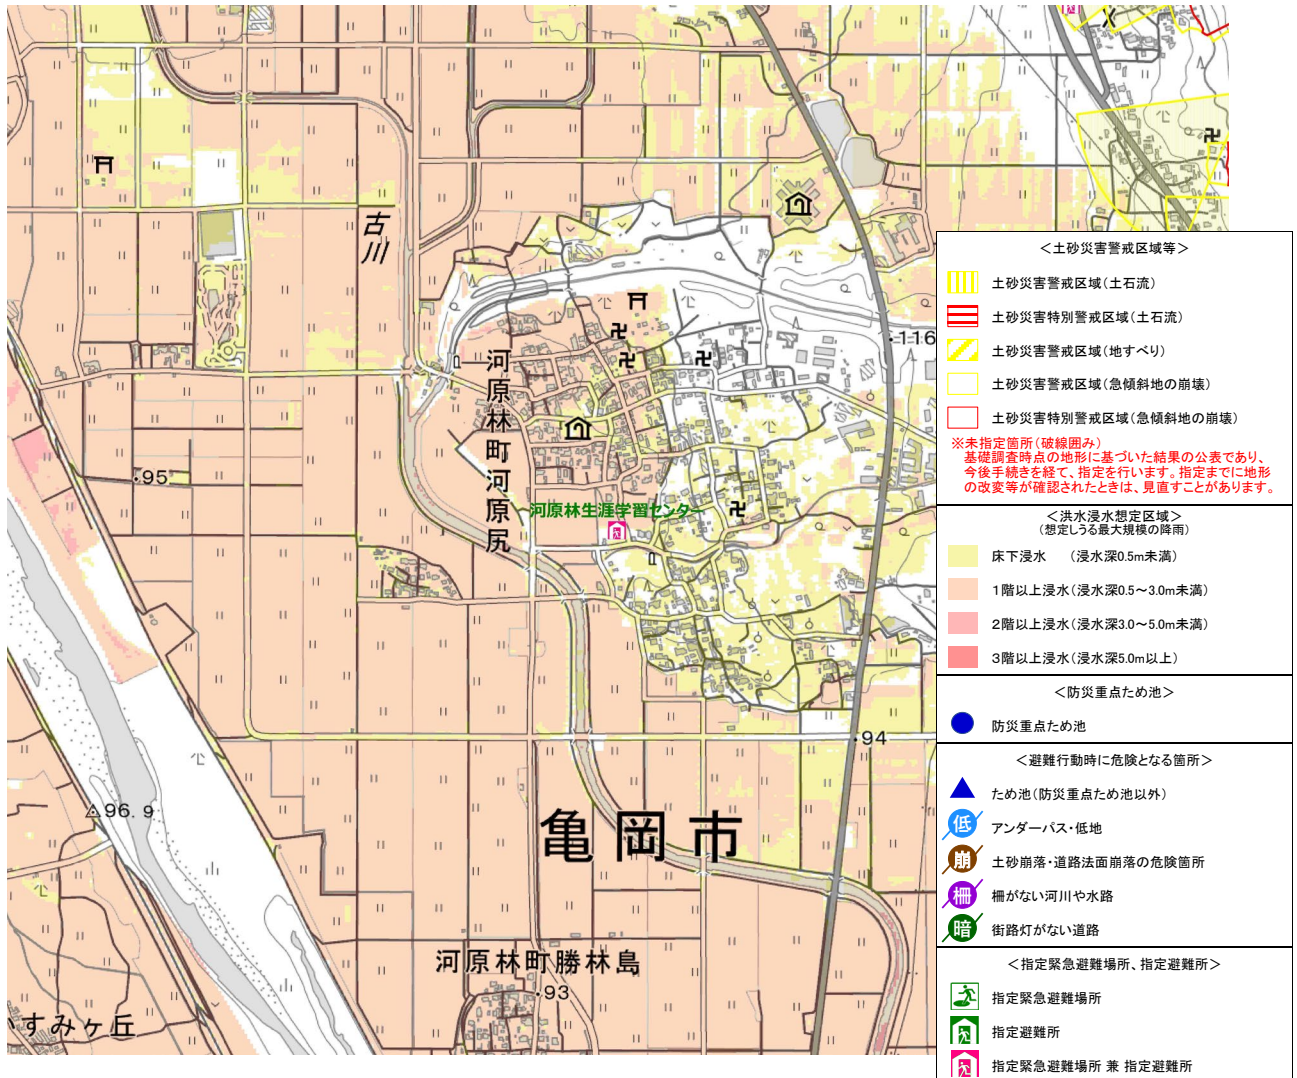 古川
116
河原林町河原尻
95
河原林生涯学習センター
94
96.9
亀岡市
河原林町勝林島
93
すみヶ丘
＜土砂災害警戒区域等＞
土砂災害警戒区域(土石流)
土砂災害特別警戒区域(土石流)
土砂災害警戒区域(地すべり)
土砂災害警戒区域(急傾斜地の崩壊)
土砂災害特別警戒区域(急傾斜地の崩壊)
※未指定箇所(破線囲み)
基礎調査時点の地形に基づいた結果の公表であり、
今後手続きを経て、指定を行います。指定までに地形
の改変等が確認されたときは、見直すことがあります。
＜洪水浸水想定区域＞
(想定しうる最大規模の降雨)
床下浸水　(浸水深0.5m未満)
1階以上浸水(浸水深0.5～3.0m未満)
2階以上浸水(浸水深3.0～5.0m未満)
3階以上浸水(浸水深5.0m以上)
＜防災重点ため池＞
防災重点ため池
＜避難行動時に危険となる箇所＞
ため池(防災重点ため池以外)
低 アンダーパス・低地
崩 土砂崩落・道路法面崩落の危険箇所
柵 柵がない河川や水路
暗 街路灯がない道路
＜指定緊急避難場所、指定避難所＞
指定緊急避難場所
指定避難所
指定緊急避難場所 兼 指定避難所